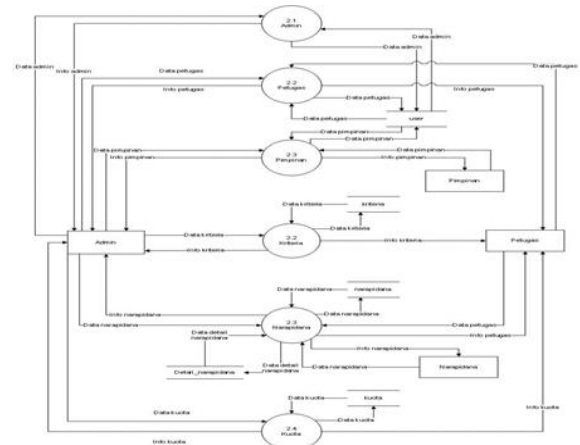 2.1
Admin
Data admin
Data admin
Data admin
Info admin
Data petugas
2.2
Petugas
Info petugas
Data petugas
Info petugas
Data petugas
user
Data petugas
Data pimpinan
Data pimpinan
Data pimpinan
2.3
Pimpinan
Data pimpinan
Info pimpinan
Info pimpinan
Pimpinan
Data kriteria
kriteria
Admin
Data kriteria
2.2
Kriteria
Data kriteria
Info kriteria
Info kriteria
Petugas
Data narapidana
narapidana
Info narapidana
2.3
Narapidana
Data narapidana
Data petugas
Data narapidana
Info petugas
Data detail
narapidana
Info narapidana
Data detail
narapidana
Data narapidana
Narapidana
Detail_narapidana
Data kuota
kuota
Data kuota
2.4
Kuota
Data kuota
Info kuota
Info kuota